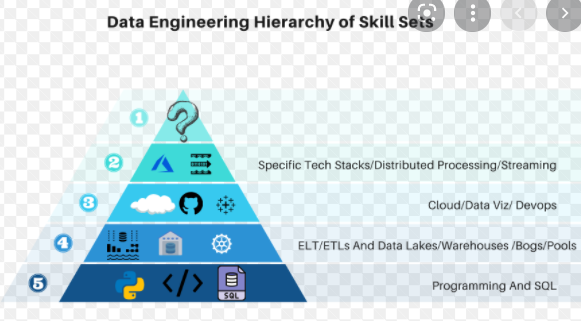 Data Engineering Hierarchy of Skill Sets
1
?
2
Specific Tech Stacks/Distributed Processing/Streaming
3
Cloud/Data Viz/ Devops
4
ELT/ETLs And Data Lakes/Warehouses /Bogs/Pools
5
</>
SQL
Programming And SQL